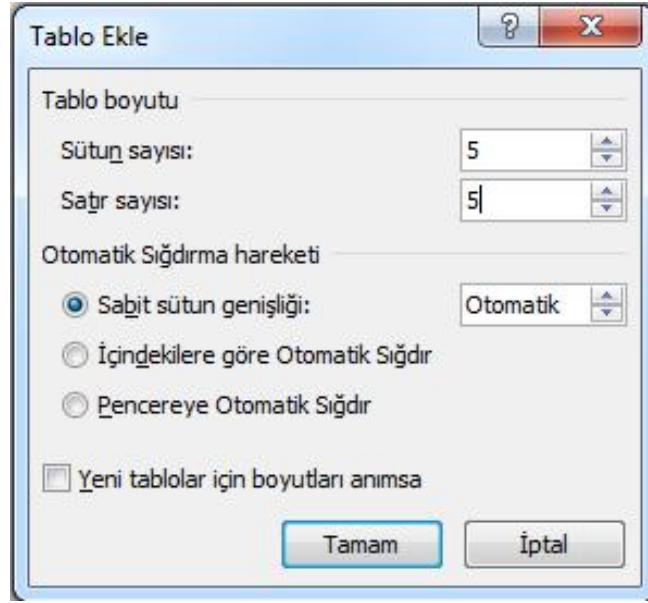 Tablo Ekle
Tablo boyutu
Sütun sayısı: 5
Satır sayısı: 5
Otomatik Sığdırma hareketi
Sabit sütun genişliği: Otomatik
İçindekilere göre Otomatik Sığdır
Pencereye Otomatik Sığdır
Yeni tablolar için boyutları anımsa
Tamam İptal